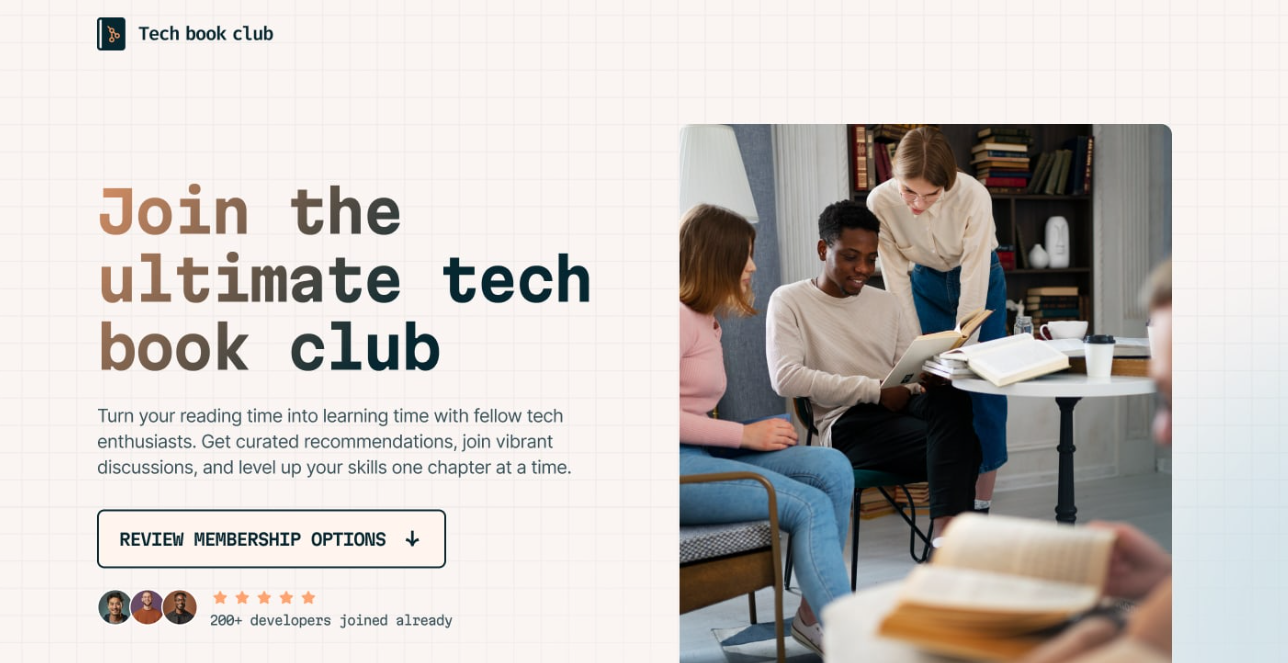 Tech book club
Join the
ultimate tech
book club
Turn your reading time into learning time with fellow tech
enthusiasts. Get curated recommendations, join vibrant
discussions, and level up your skills one chapter at a time.
REVIEW MEMBERSHIP OPTIONS ↓
200+ developers joined already